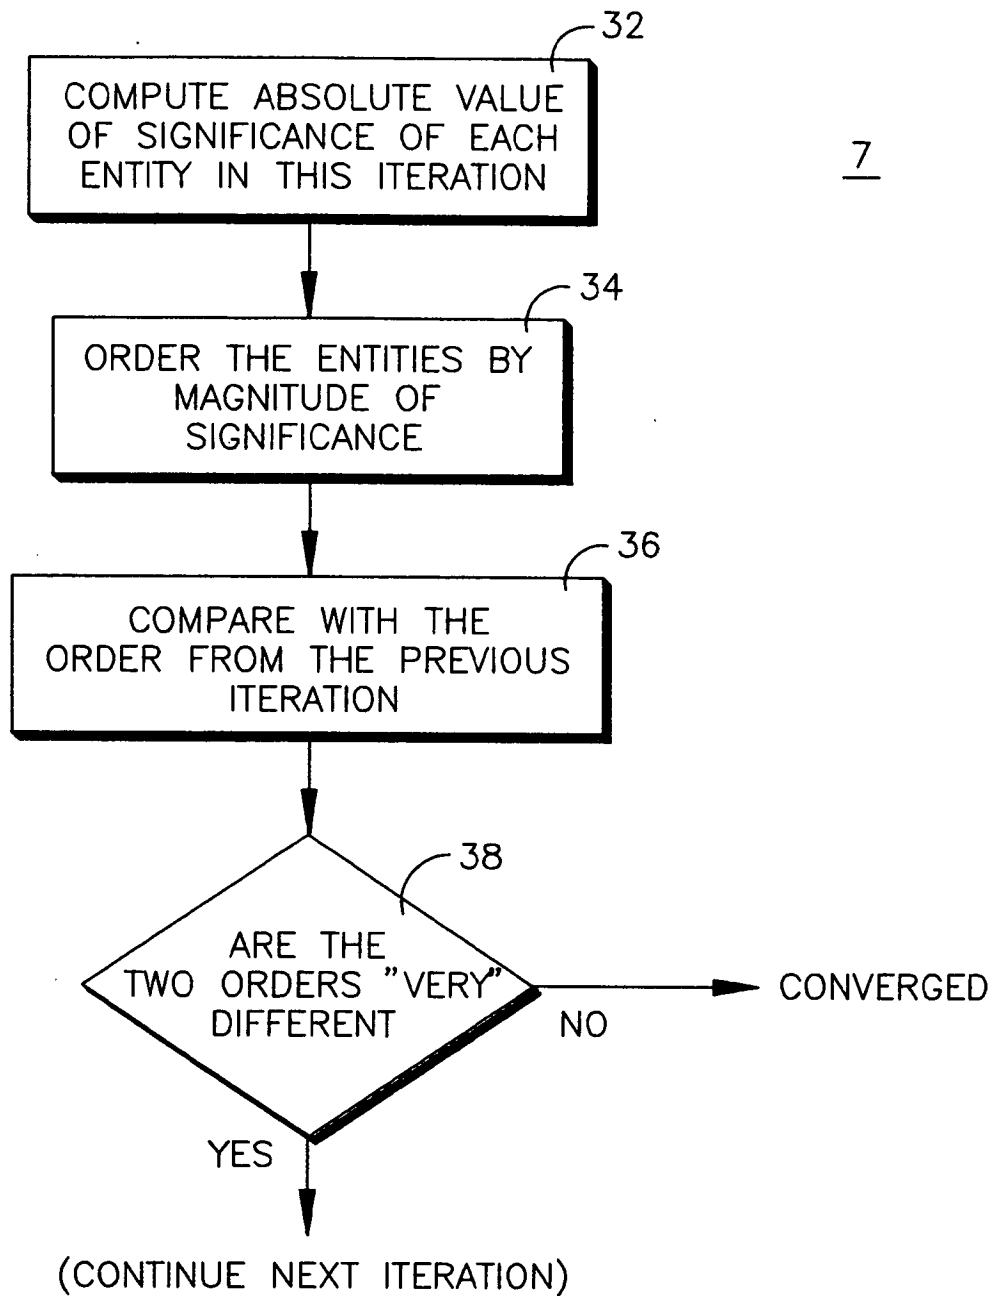 32
COMPUTE ABSOLUTE VALUE
OF SIGNIFICANCE OF EACH
ENTITY IN THIS ITERATION
7
34
ORDER THE ENTITIES BY
MAGNITUDE OF
SIGNIFICANCE
36
COMPARE WITH THE
ORDER FROM THE PREVIOUS
ITERATION
38
ARE THE
TWO ORDERS "VERY"
DIFFERENT
CONVERGED
NO
YES
(CONTINUE NEXT ITERATION)